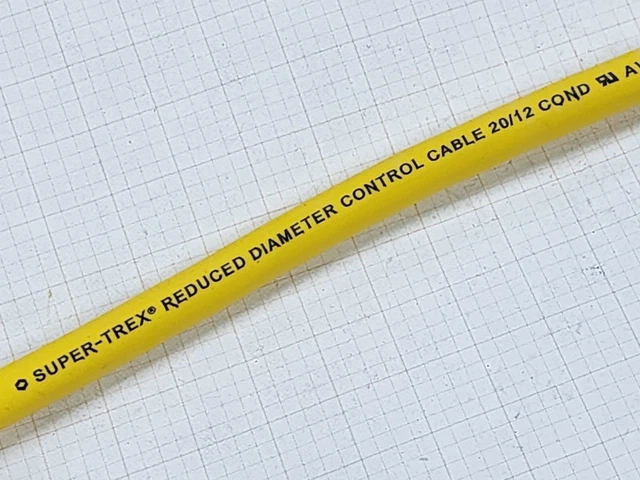 SUPER-TREX® REDUCED DIAMETER CONTROL CABLE 20/12 COND